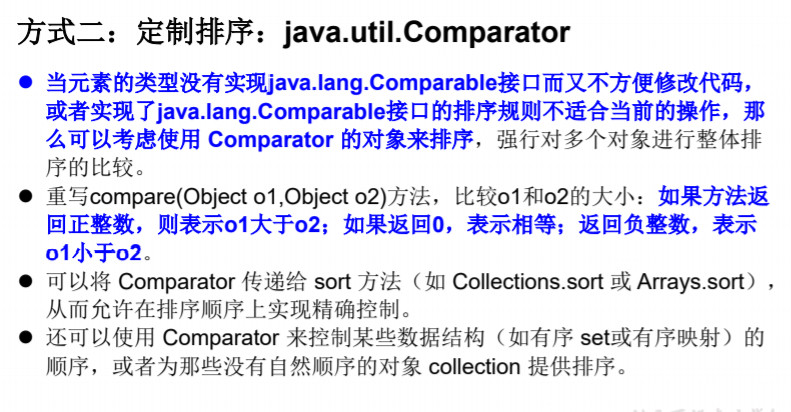 方式二：定制排序：java.util.Comparator
● 当元素的类型没有实现java.lang.Comparable接口而又不方便修改代码，
或者实现了java.lang.Comparable接口的排序规则不适合当前的操作，那
么可以考虑使用 Comparator 的对象来排序，强行对多个对象进行整体排
序的比较。
● 重写compare(Object o1,Object o2)方法，比较o1和o2的大小：如果方法返
回正整数，则表示o1大于o2；如果返回0，表示相等；返回负整数，表示
o1小于o2。
● 可以将 Comparator 传递给 sort 方法（如 Collections.sort 或 Arrays.sort），
从而允许在排序顺序上实现精确控制。
● 还可以使用 Comparator 来控制某些数据结构（如有序 set或有序映射）的
顺序，或者为那些没有自然顺序的对象 collection 提供排序。